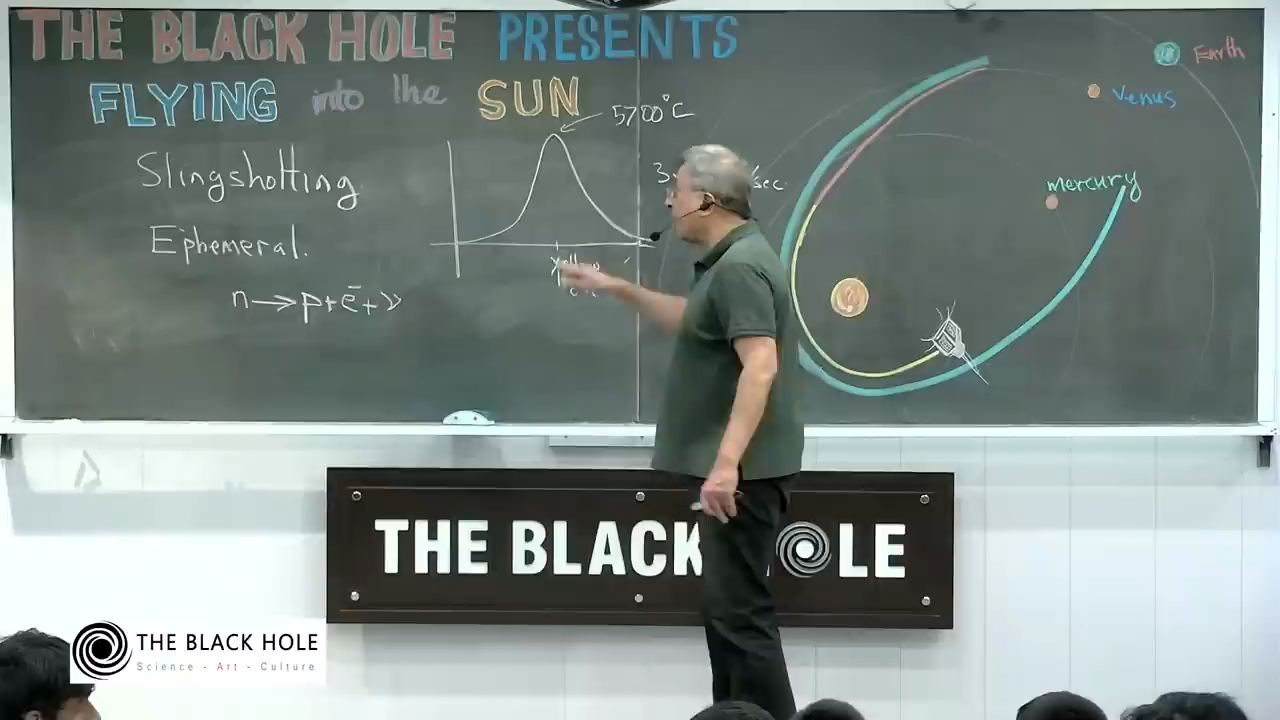 THE BLACK HOLE PRESENTS
FLYING into the SUN
Slingshotting
Ephemeral.
n → p + ē + ν
5700°C
sec
Earth
Venus
mercury
THE BLACK HOLE
THE BLACK HOLE
Science - Art - Culture